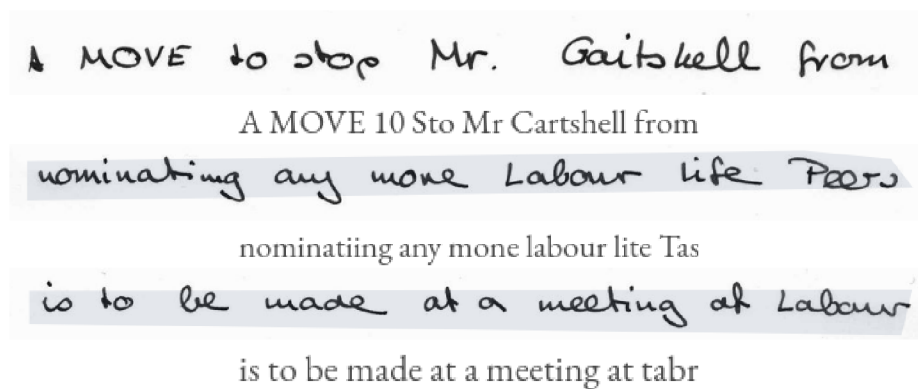 A MOVE to stop Mr. Gaitskell from
A MOVE 10 Sto Mr Cartshell from
nominating any more Labour life Peers
nominatiing any mone labour lite Tas
is to be made at a meeting of Labour
is to be made at a meeting at tabr